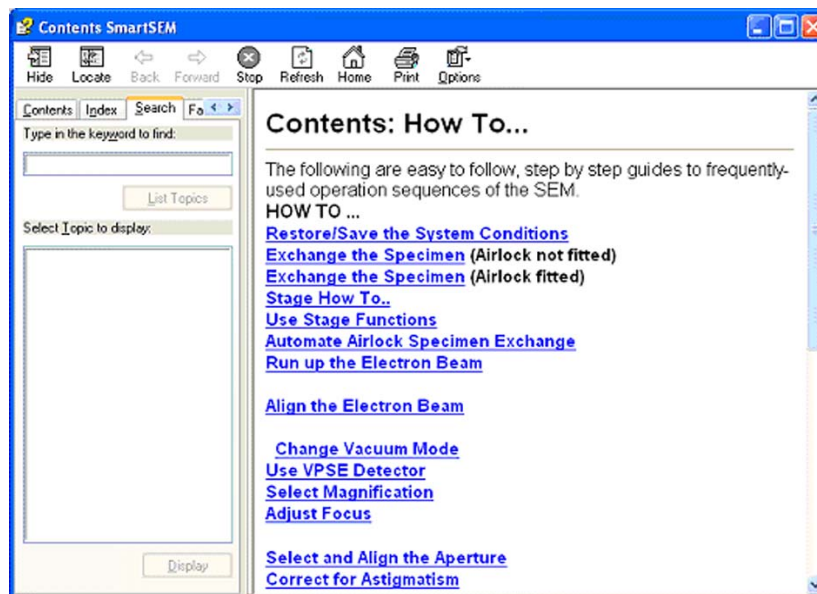 Contents SmartSEM
Hide Locate Back Forward Stop Refresh Home Print Options
Contents Index Search Fa
Type in the keyword to find:
List Topics
Select Topic to display:
Display
Contents: How To...
The following are easy to follow, step by step guides to frequently-
used operation sequences of the SEM.
HOW TO ...
Restore/Save the System Conditions
Exchange the Specimen (Airlock not fitted)
Exchange the Specimen (Airlock fitted)
Stage How To..
Use Stage Functions
Automate Airlock Specimen Exchange
Run up the Electron Beam
Align the Electron Beam
Change Vacuum Mode
Use VPSE Detector
Select Magnification
Adjust Focus
Select and Align the Aperture
Correct for Astigmatism